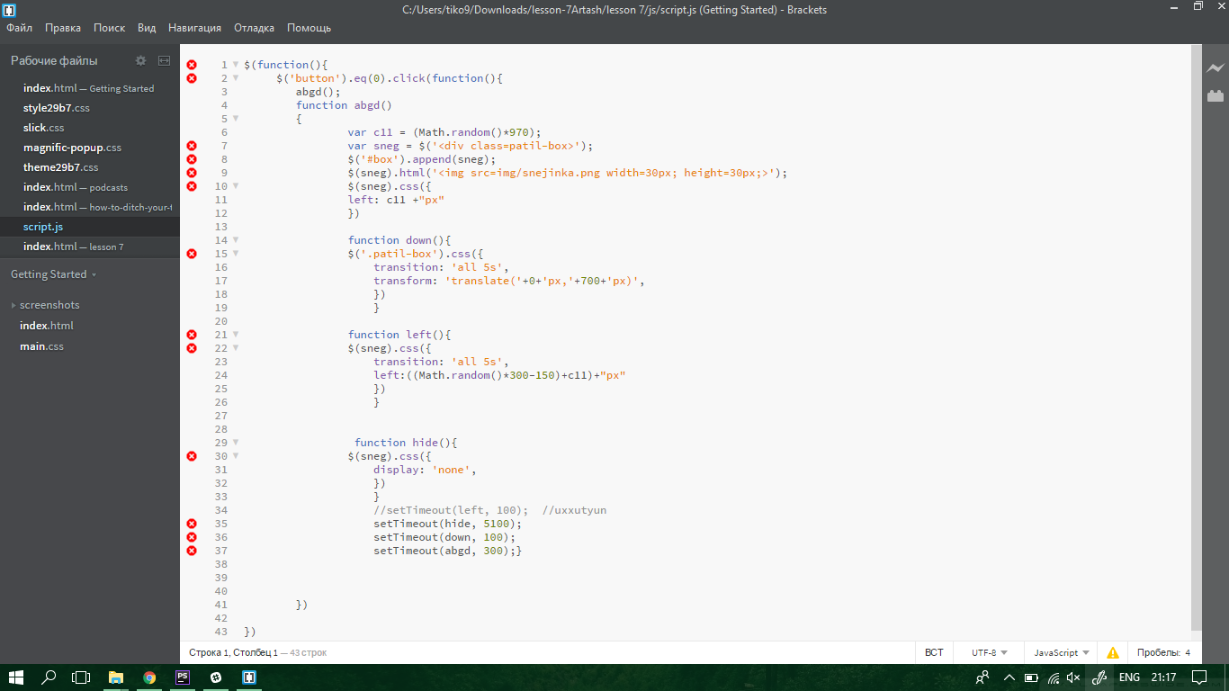 C:/Users/tiko9/Downloads/lesson-7Artash/lesson 7/js/script.js (Getting Started) - Brackets
Файл Правка Поиск Вид Навигация Отладка Помощь
Рабочие файлы
index.html — Getting Started
style29b7.css
slick.css
magnific-popup.css
theme29b7.css
index.html — podcasts
index.html — how-to-ditch-your-t
script.js
index.html — lesson 7
Getting Started
screenshots
index.html
main.css
1 $(function(){
2 $('button').eq(0).click(function(){
3 abgd();
4 function abgd()
5 {
6 var c11 = (Math.random()*970);
7 var sneg = $('<div class=patil-box>');
8 $('#box').append(sneg);
9 $(sneg).html('<img src=img/snejinka.png width=30px; height=30px;>');
10 $(sneg).css({
11 left: c11 +"px"
12 })
13
14 function down(){
15 $('.patil-box').css({
16 transition: 'all 5s',
17 transform: 'translate('+0+'px,'+700+'px)',
18 })
19 }
20
21 function left(){
22 $(sneg).css({
23 transition: 'all 5s',
24 left:((Math.random()*300-150)+c11)+"px"
25 })
26 }
27
28
29 function hide(){
30 $(sneg).css({
31 display: 'none',
32 })
33 }
34 //setTimeout(left, 100); //uxxutyun
35 setTimeout(hide, 5100);
36 setTimeout(down, 100);
37 setTimeout(abgd, 300);}
38
39
40
41 })
42
43 })
Строка 1, Столбец 1 — 43 строк
ВСТ UTF-8 JavaScript Пробелы: 4
PS
ENG 21:17